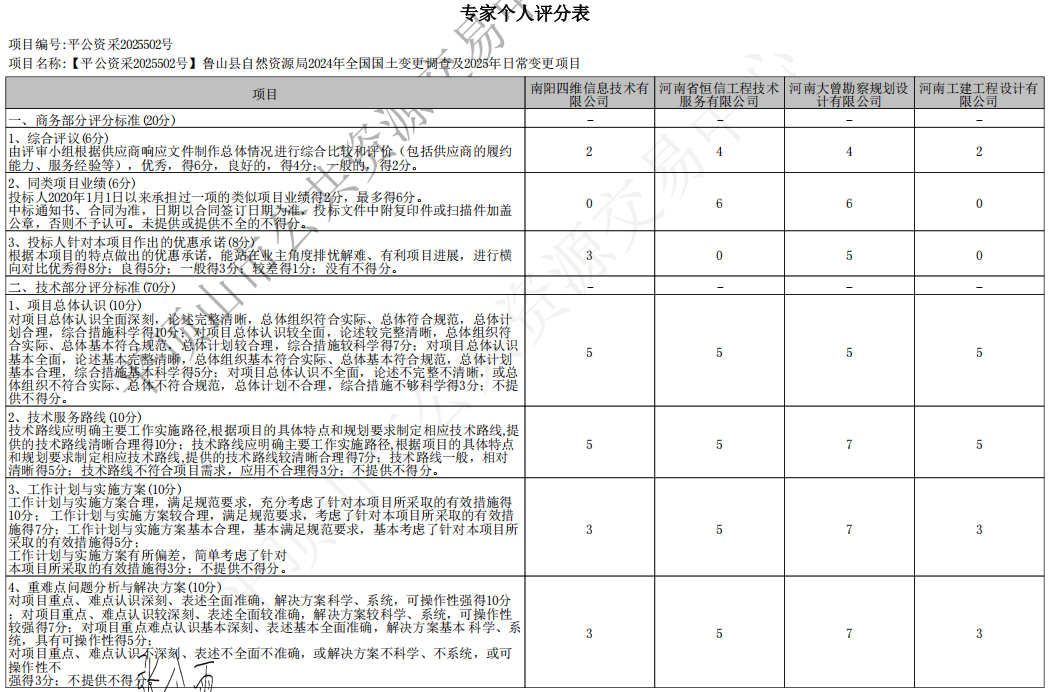 专家个人评分表
项目编号:平公资采2025502号
项目名称:【平公资采2025502号】鲁山县自然资源局2024年全国国土变更调查及2025年日常变更项目
项目 南阳四维信息技术有限公司 河南省恒信工程技术服务有限公司 河南大曾勘察规划设计有限公司 河南工建工程设计有限公司
一、商务部分评分标准(20分) – – – –
1、综合评议(6分)
由评审小组根据供应商响应文件制作总体情况进行综合比较和评价（包括供应商的履约
能力、服务经验等），优秀，得6分，良好的，得4分；一般的，得2分。
2 4 4 2
2、同类项目业绩(6分)
投标人2020年1月1日以来承担过一项的类似项目业绩得2分，最多得6分。
中标通知书、合同为准，日期以合同签订日期为准。投标文件中附复印件或扫描件加盖
公章，否则不予认可。未提供或提供不全的不得分。
0 6 6 0
3、投标人针对本项目作出的优惠承诺(8分)
根据本项目的特点做出的优惠承诺，能站在业主角度排忧解难、有利项目进展，进行横
向对比优秀得8分；良得5分；一般得3分；较差得1分；没有不得分。
3 0 5 0
二、技术部分评分标准(70分) – – – –
1、项目总体认识(10分)
对项目总体认识全面深刻，论述完整清晰，总体组织符合实际、总体符合规范，总体计
划合理，综合措施科学得10分；对项目总体认识较全面，论述较完整清晰，总体组织符
合实际、总体基本符合规范，总体计划较合理，综合措施较科学得7分；对项目总体认识
基本全面，论述基本完整清晰，总体组织基本符合实际、总体基本符合规范，总体计划
基本合理，综合措施基本科学得5分；对项目总体认识不全面，论述不完整不清晰，或总
体组织不符合实际、总体不符合规范，总体计划不合理，综合措施不够科学得3分；不提
供不得分。
5 5 5 5
2、技术服务路线(10分)
技术路线应明确主要工作实施路径,根据项目的具体特点和规划要求制定相应技术路线,提
供的技术路线清晰合理得10分；技术路线应明确主要工作实施路径,根据项目的具体特点
和规划要求制定相应技术路线,提供的技术路线较清晰合理得7分；技术路线一般，相对
清晰得5分；技术路线不符合项目需求，应用不合理得3分；不提供不得分。
5 5 7 5
3、工作计划与实施方案(10分)
工作计划与实施方案合理，满足规范要求，充分考虑了针对本项目所采取的有效措施得
10分； 工作计划与实施方案较合理，满足规范要求，考虑了针对本项目所采取的有效措
施得7分；工作计划与实施方案基本合理，基本满足规范要求，基本考虑了针对本项目所
采取的有效措施得5分；
工作计划与实施方案有所偏差，简单考虑了针对
本项目所采取的有效措施得3分；不提供不得分。
3 5 7 3
4、重难点问题分析与解决方案(10分)
对项目重点、难点认识深刻、表述全面准确，解决方案科学、系统，可操作性强得10分
；对项目重点、难点认识较深刻、表述全面较准确，解决方案较科学、系统，可操作性
较强得7分；对项目重点难点认识基本深刻、表述基本全面准确，解决方案基本 科学、系
统，具有可操作性得5分；
对项目重点、难点认识不深刻、表述不全面不准确，或解决方案不科学、不系统，或可
操作性不
强得3分；不提供不得分。
3 5 7 3
平顶山市公共资源交易中心